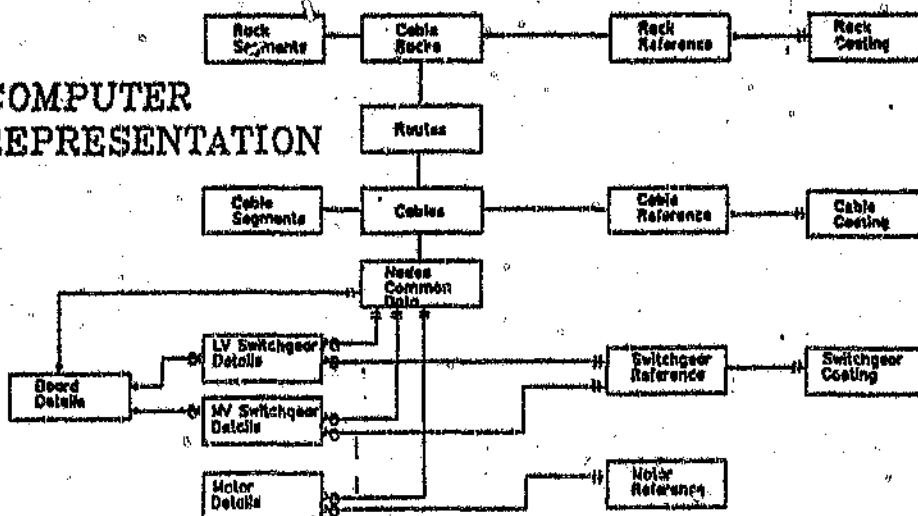 Rack
Segments
Cable
Racks
Rack
Reference
Rack
Costing
COMPUTER
REPRESENTATION
Routes
Cable
Segments
Cables
Cable
Reference
Cable
Costing
Nodes
Common
Data
LV Switchgear
Details
Switchgear
Reference
Switchgear
Costing
Board
Details
MV Switchgear
Details
Motor
Details
Motor
Reference